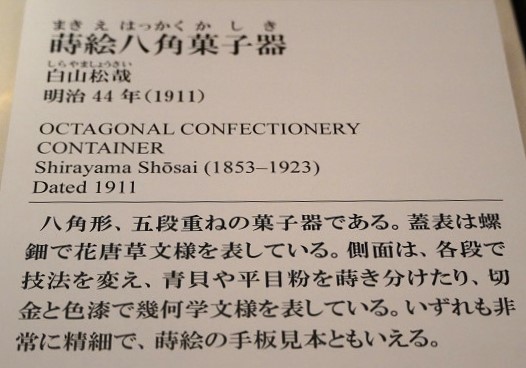 まきえはっかくかしき
蒔絵八角菓子器
しらやましょうさい
白山松哉
明治 44 年（1911）
OCTAGONAL CONFECTIONERY
CONTAINER
Shirayama Shōsai (1853–1923)
Dated 1911
八角形、五段重ねの菓子器である。蓋表は螺
鈿で花唐草文様を表している。側面は、各段で
技法を変え、青貝や平目粉を蒔き分けたり、切
金と色漆で幾何学文様を表している。いずれも非
常に精細で、蒔絵の手板見本ともいえる。